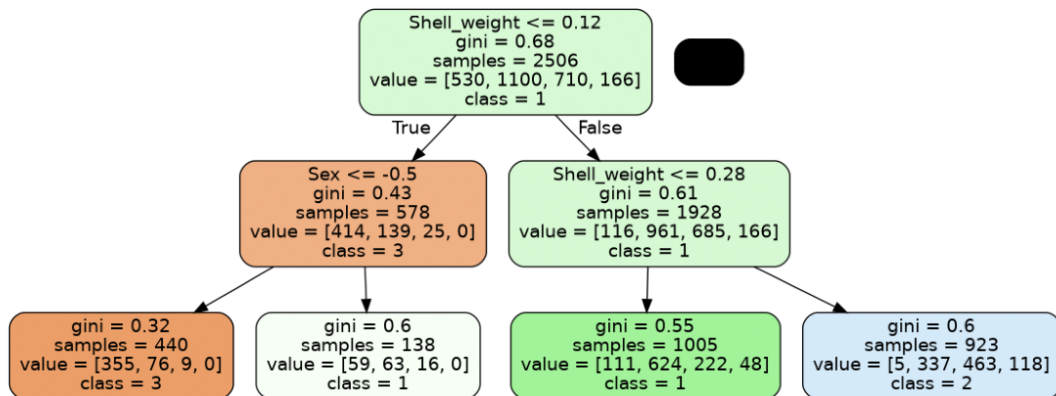 Shell_weight <= 0.12
gini = 0.68
samples = 2506
value = [530, 1100, 710, 166]
class = 1
True
False
Sex <= -0.5
gini = 0.43
samples = 578
value = [414, 139, 25, 0]
class = 3
Shell_weight <= 0.28
gini = 0.61
samples = 1928
value = [116, 961, 685, 166]
class = 1
gini = 0.32
samples = 440
value = [355, 76, 9, 0]
class = 3
gini = 0.6
samples = 138
value = [59, 63, 16, 0]
class = 1
gini = 0.55
samples = 1005
value = [111, 624, 222, 48]
class = 1
gini = 0.6
samples = 923
value = [5, 337, 463, 118]
class = 2